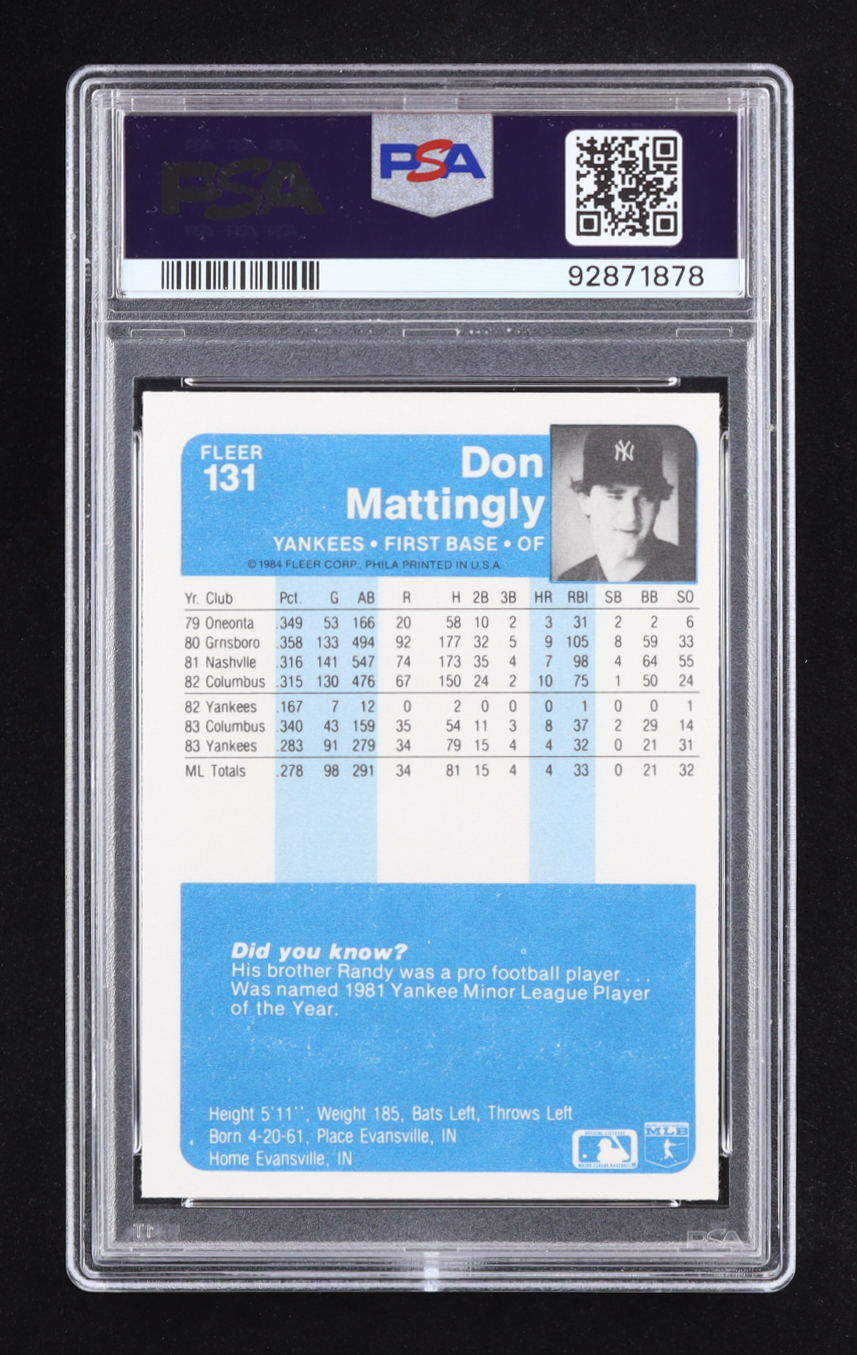 PSA
PSA
92871878
FLEER
131
Don
Mattingly
YANKEES • FIRST BASE • OF
© 1984 FLEER CORP., PHILA PRINTED IN U.S.A.
Yr. Club Pct. G AB R H 2B 3B HR RBI SB BB SO
79 Oneonta .349 53 166 20 58 10 2 3 31 2 2 6
80 Grnsboro .358 133 494 92 177 32 5 9 105 8 59 33
81 Nashvlle .316 141 547 74 173 35 4 7 98 4 64 55
82 Columbus .315 130 476 67 150 24 2 10 75 1 50 24
82 Yankees .167 7 12 0 2 0 0 0 1 0 0 1
83 Columbus .340 43 159 35 54 11 3 8 37 2 29 14
83 Yankees .283 91 279 34 79 15 4 4 32 0 21 31
ML Totals .278 98 291 34 81 15 4 4 33 0 21 32
Did you know?
His brother Randy was a pro football player . . .
Was named 1981 Yankee Minor League Player
of the Year.
Height 5'11'', Weight 185, Bats Left, Throws Left
Born 4-20-61, Place Evansville, IN
Home Evansville, IN
MAJOR LEAGUE BASEBALL
MLB
PSA